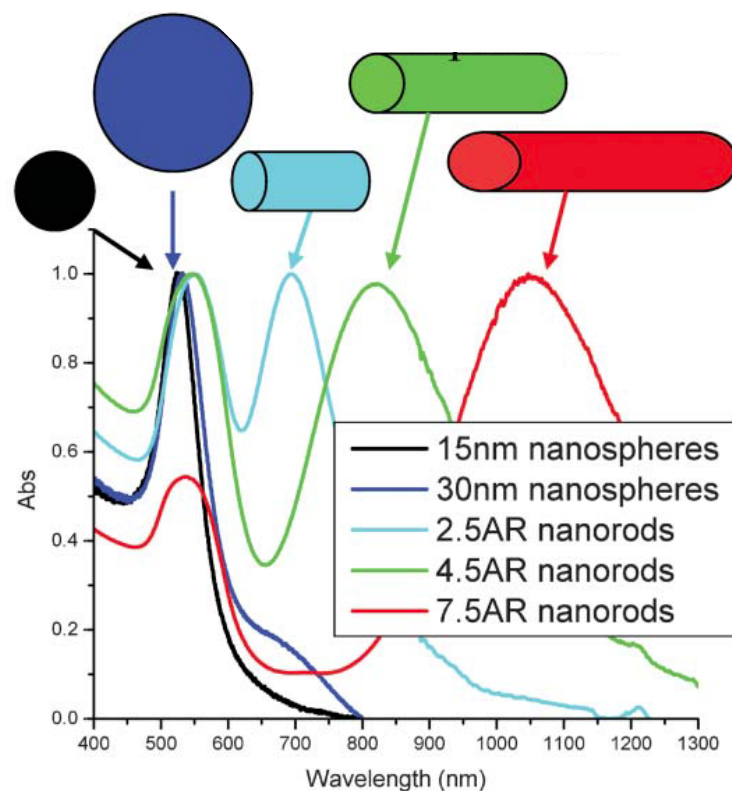 1.0
0.8
0.6
0.4
0.2
0.0
Abs
15nm nanospheres
30nm nanospheres
2.5AR nanorods
4.5AR nanorods
7.5AR nanorods
400 500 600 700 800 900 1000 1100 1200 1300
Wavelength (nm)